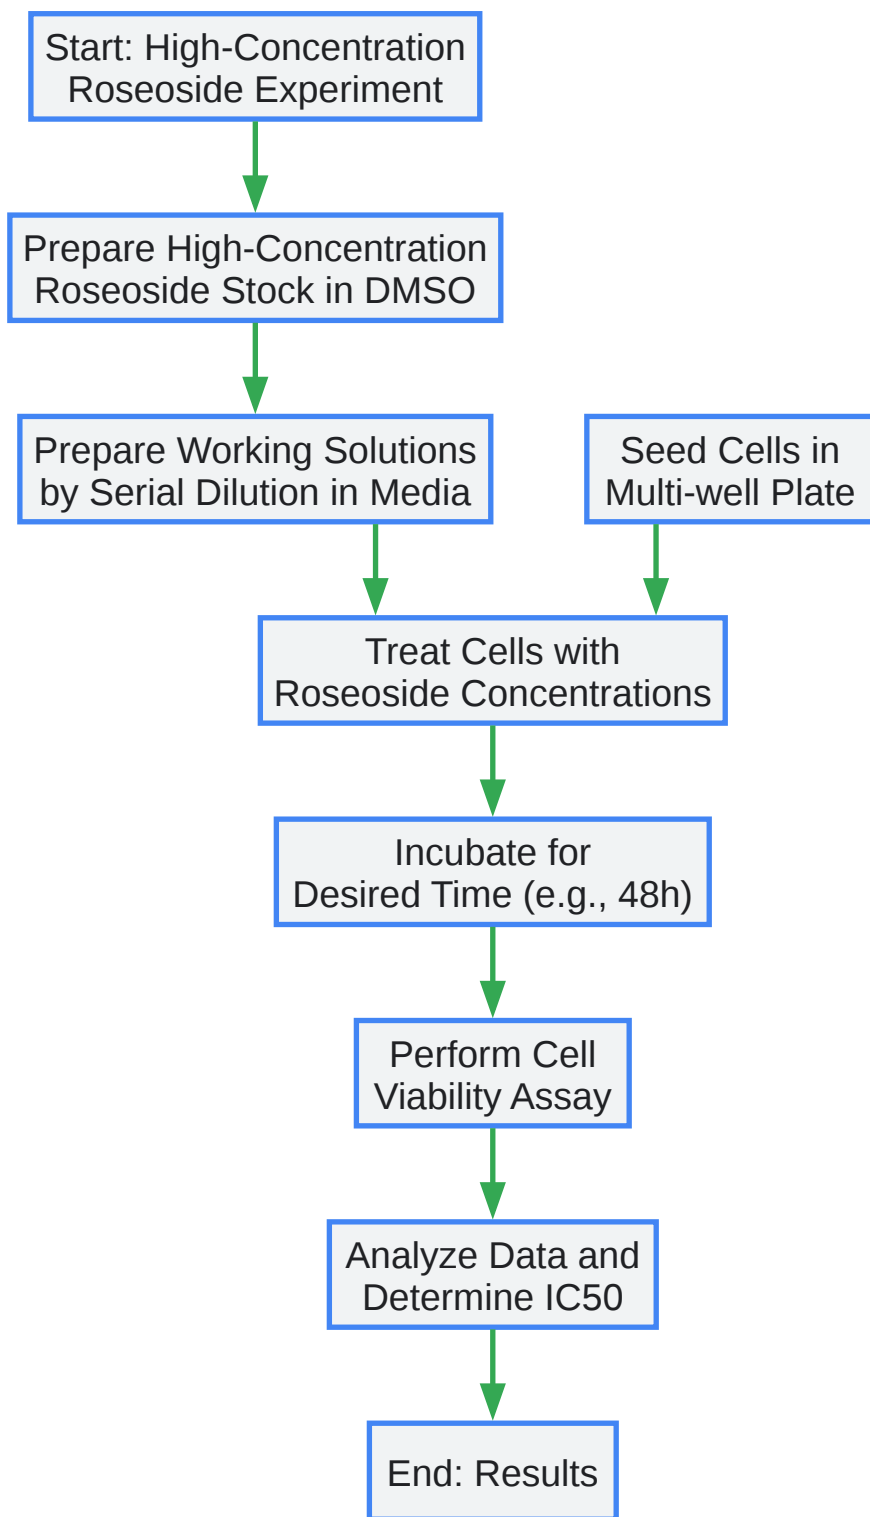 Start: High-Concentration
Roseoside Experiment
Prepare High-Concentration
Roseoside Stock in DMSO
Prepare Working Solutions
by Serial Dilution in Media
Seed Cells in
Multi-well Plate
Treat Cells with
Roseoside Concentrations
Incubate for
Desired Time (e.g., 48h)
Perform Cell
Viability Assay
Analyze Data and
Determine IC50
End: Results